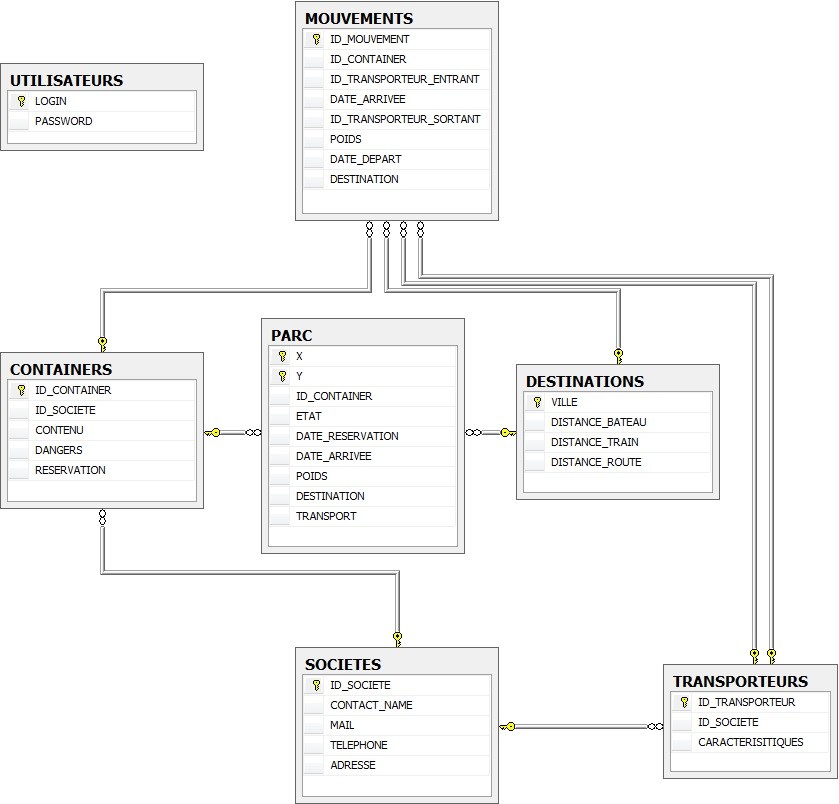 MOUVEMENTS
ID_MOUVEMENT
ID_CONTAINER
ID_TRANSPORTEUR_ENTRANT
DATE_ARRIVEE
ID_TRANSPORTEUR_SORTANT
POIDS
DATE_DEPART
DESTINATION
UTILISATEURS
LOGIN
PASSWORD
CONTAINERS
ID_CONTAINER
ID_SOCIETE
CONTENU
DANGERS
RESERVATION
PARC
X
Y
ID_CONTAINER
ETAT
DATE_RESERVATION
DATE_ARRIVEE
POIDS
DESTINATION
TRANSPORT
DESTINATIONS
VILLE
DISTANCE_BATEAU
DISTANCE_TRAIN
DISTANCE_ROUTE
SOCIETES
ID_SOCIETE
CONTACT_NAME
MAIL
TELEPHONE
ADRESSE
TRANSPORTEURS
ID_TRANSPORTEUR
ID_SOCIETE
CARACTERISITIQUES